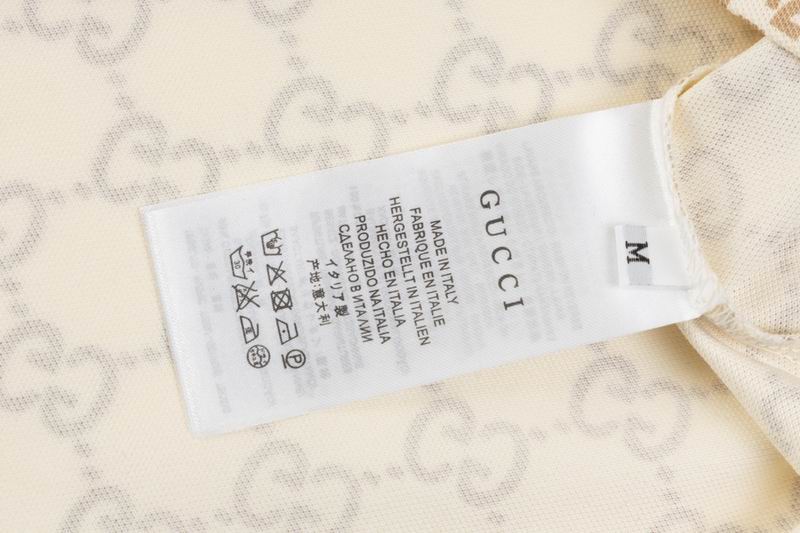 GUCCI
MADE IN ITALY
FABRIQUE EN ITALIE
HERGESTELLT IN ITALIEN
HECHO EN ITALIA
PRODUZIDO NA ITALIA
СДЕЛАНО В ИТАЛИИ
イタリア製
产地:意大利
P
M